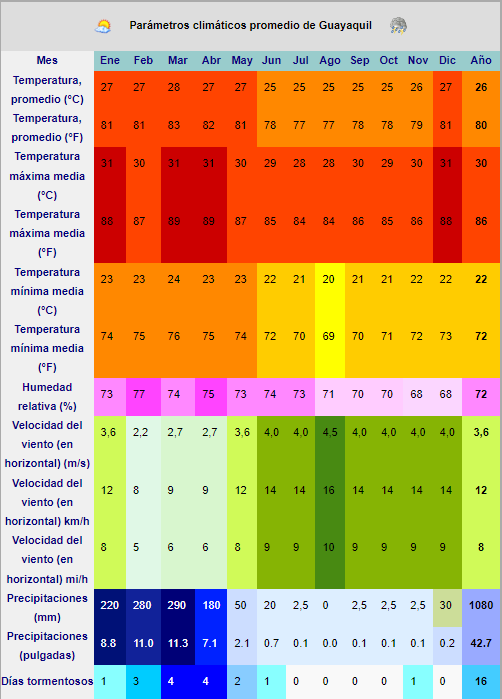 Parámetros climáticos promedio de Guayaquil
Mes Ene Feb Mar Abr May Jun Jul Ago Sep Oct Nov Dic Año
Temperatura,
promedio (°C) 27 27 28 27 27 25 25 25 25 25 26 27 26
Temperatura,
promedio (°F) 81 81 83 82 81 78 77 77 78 78 79 81 80
Temperatura
máxima media
(°C) 31 30 31 31 30 29 28 28 30 29 30 31 30
Temperatura
máxima media
(°F) 88 87 89 89 87 85 84 84 86 85 86 88 86
Temperatura
mínima media
(°C) 23 23 24 23 23 22 21 20 21 21 22 22 22
Temperatura
mínima media
(°F) 74 75 76 75 74 72 70 69 70 71 72 73 72
Humedad
relativa (%) 73 77 74 75 73 74 73 71 70 70 68 68 72
Velocidad del
viento (en
horizontal) (m/s) 3,6 2,2 2,7 2,7 3,6 4,0 4,0 4,5 4,0 4,0 4,0 4,0 3,6
Velocidad del
viento (en
horizontal) km/h 12 8 9 9 12 14 14 16 14 14 14 14 12
Velocidad del
viento (en
horizontal) mi/h 8 5 6 6 8 9 9 10 9 9 9 9 8
Precipitaciones
(mm) 220 280 290 180 50 20 2,5 0 2,5 2,5 2,5 30 1080
Precipitaciones
(pulgadas) 8.8 11.0 11.3 7.1 2.1 0.7 0.1 0.0 0.1 0.1 0.1 0.2 42.7
Días tormentosos 1 3 4 4 2 1 0 0 0 0 1 0 16